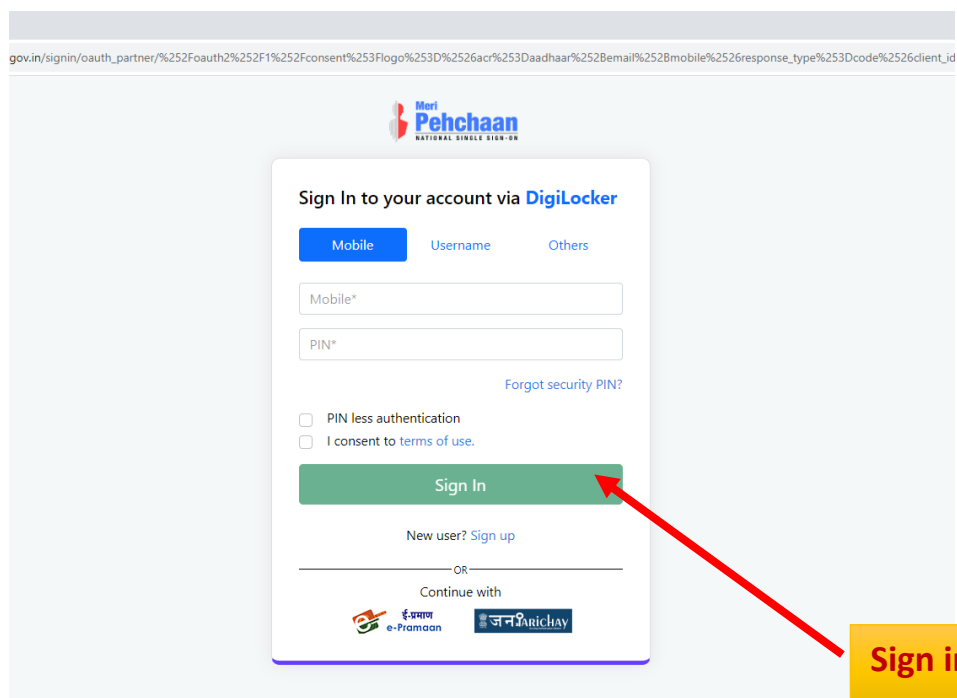 gov.in/signin/oauth_partner/%252Foauth2%252F1%252Fconsent%253Flogo%253D%2526acr%253Daadhaar%252Bemail%252Bmobile%2526response_type%253Dcode%2526client_id
Meri
Pehchaan
NATIONAL SINGLE SIGN-ON
Sign In to your account via DigiLocker
Mobile Username Others
Mobile*
PIN*
Forgot security PIN?
PIN less authentication
I consent to terms of use.
Sign In
New user? Sign up
OR
Continue with
ई-प्रमाण
e-Pramaan
जन Parichay
Sign in